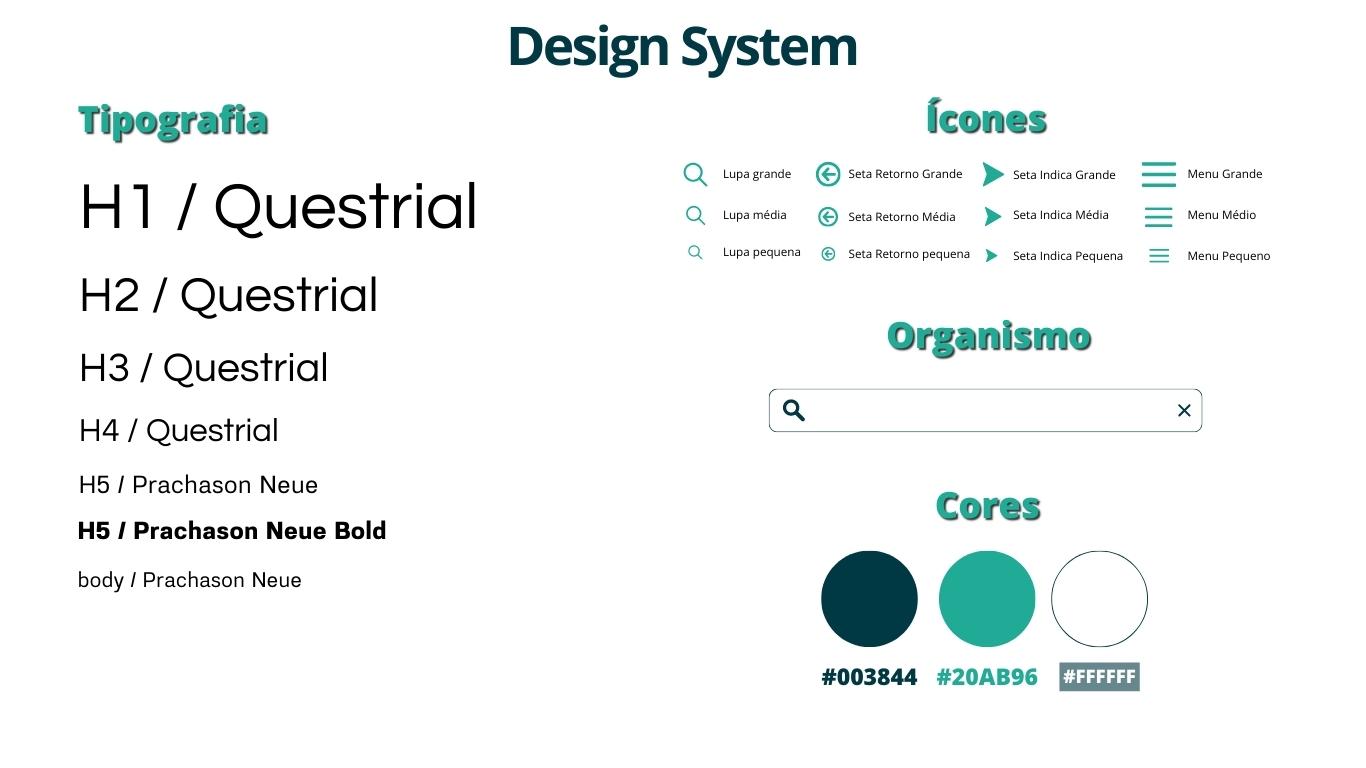 Design System
Tipografia
H1 / Questrial
H2 / Questrial
H3 / Questrial
H4 / Questrial
H5 / Prachason Neue
H5 / Prachason Neue Bold
body / Prachason Neue
Ícones
Lupa grande
Seta Retorno Grande
Seta Indica Grande
Menu Grande
Lupa média
Seta Retorno Média
Seta Indica Média
Menu Médio
Lupa pequena
Seta Retorno pequena
Seta Indica Pequena
Menu Pequeno
Organismo
Cores
#003844
#20AB96
#FFFFFF